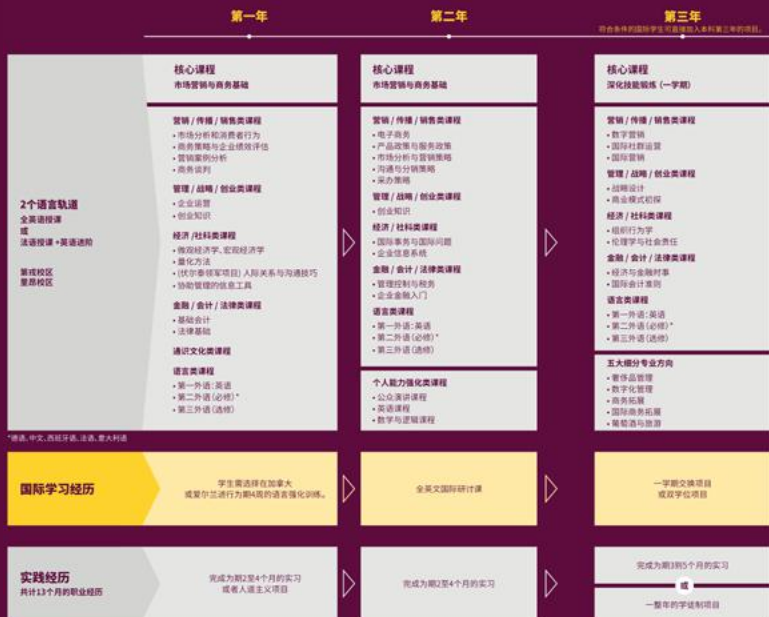 第一年
第二年
第三年
符合条件的国际学生可直接加入本科第三年的项目。
2个语言轨道
全英语授课
或
法语授课+英语进阶
第戎校区
里昂校区
核心课程
市场营销与商务基础
营销 / 传播 / 销售类课程
• 市场分析和消费者行为
• 商务策略与企业绩效评估
• 营销案例分析
• 商务谈判
管理 / 战略 / 创业类课程
• 企业运营
• 创业知识
经济 /社科类课程
• 微观经济学、宏观经济学
• 量化方法
• (伏尔泰领军项目) 人际关系与沟通技巧
• 协助管理的信息工具
金融 / 会计 / 法律类课程
• 基础会计
• 法律基础
通识文化类课程
语言类课程
• 第一外语: 英语
• 第二外语 (必修) *
• 第三外语 (选修)
核心课程
市场营销与商务基础
营销 / 传播 / 销售类课程
• 电子商务
• 产品政策与服务政策
• 市场分析与营销策略
• 沟通与分销策略
• 采办策略
管理 / 战略 / 创业类课程
• 创业知识
经济 / 社科类课程
• 国际事务与国际问题
• 企业信息系统
金融 / 会计 / 法律类课程
• 管理控制与税务
• 企业金融入门
语言类课程
• 第一外语: 英语
• 第二外语 (必修) *
• 第三外语 (选修)
个人能力强化类课程
• 公众演讲课程
• 英语课程
• 数学与逻辑课程
核心课程
深化技能锻炼 (一学期)
营销 / 传播 / 销售类课程
• 数字营销
• 国际社群运营
• 国际营销
管理 / 战略 / 创业类课程
• 战略设计
• 商业模式初探
经济 / 社科类课程
• 组织行为学
• 伦理学与社会责任
金融 / 会计 / 法律类课程
• 经济与金融时事
• 国际会计准则
语言类课程
• 第一外语: 英语
• 第二外语 (必修) *
• 第三外语 (选修)
五大细分专业方向
• 奢侈品管理
• 数字化管理
• 商务拓展
• 国际商务拓展
• 葡萄酒与旅游
*德语、中文、西班牙语、法语、意大利语
国际学习经历
学生需选择在加拿大
或爱尔兰进行为期4周的语言强化训练。
全英文国际研讨课
一学期交换项目
或双学位项目
实践经历
共计13个月的职业经历
完成为期2至4个月的实习
或者人道主义项目
完成为期2至4个月的实习
完成为期3到5个月的实习
或
一整年的学徒制项目